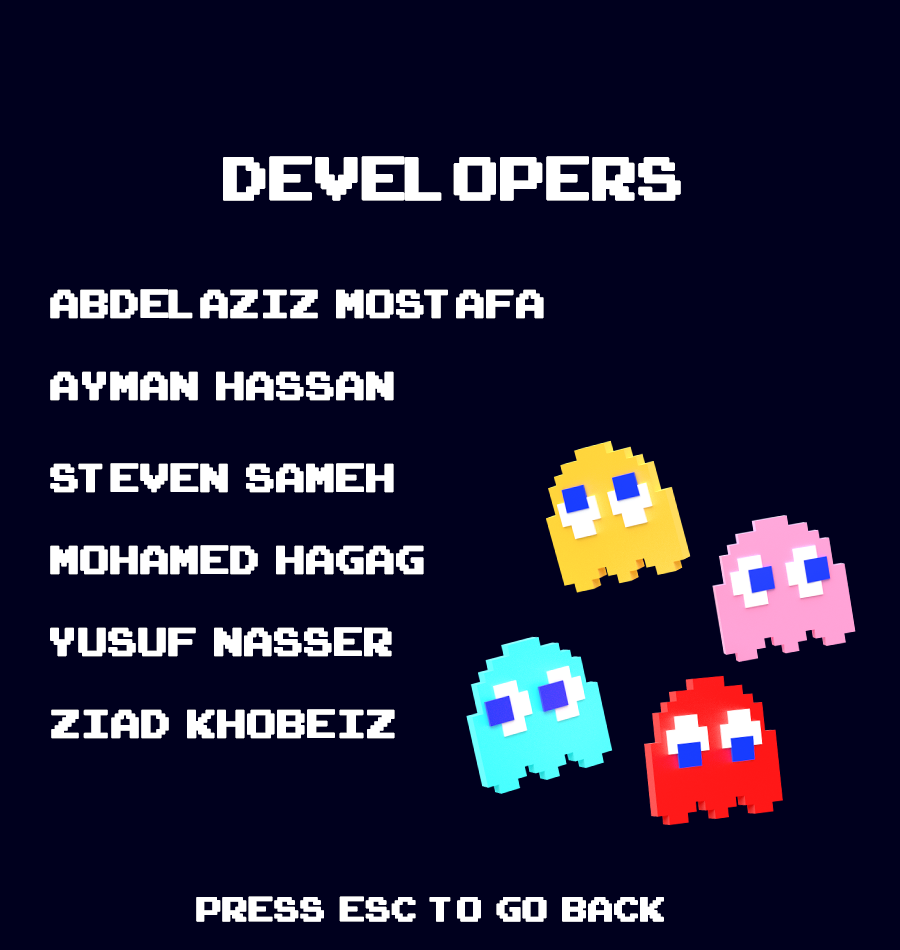 DEVELOPERS
ABDELAZIZ MOSTAFA
AYMAN HASSAN
STEVEN SAMEH
MOHAMED HAGAG
YUSUF NASSER
ZIAD KHOBEIZ
PRESS ESC TO GO BACK